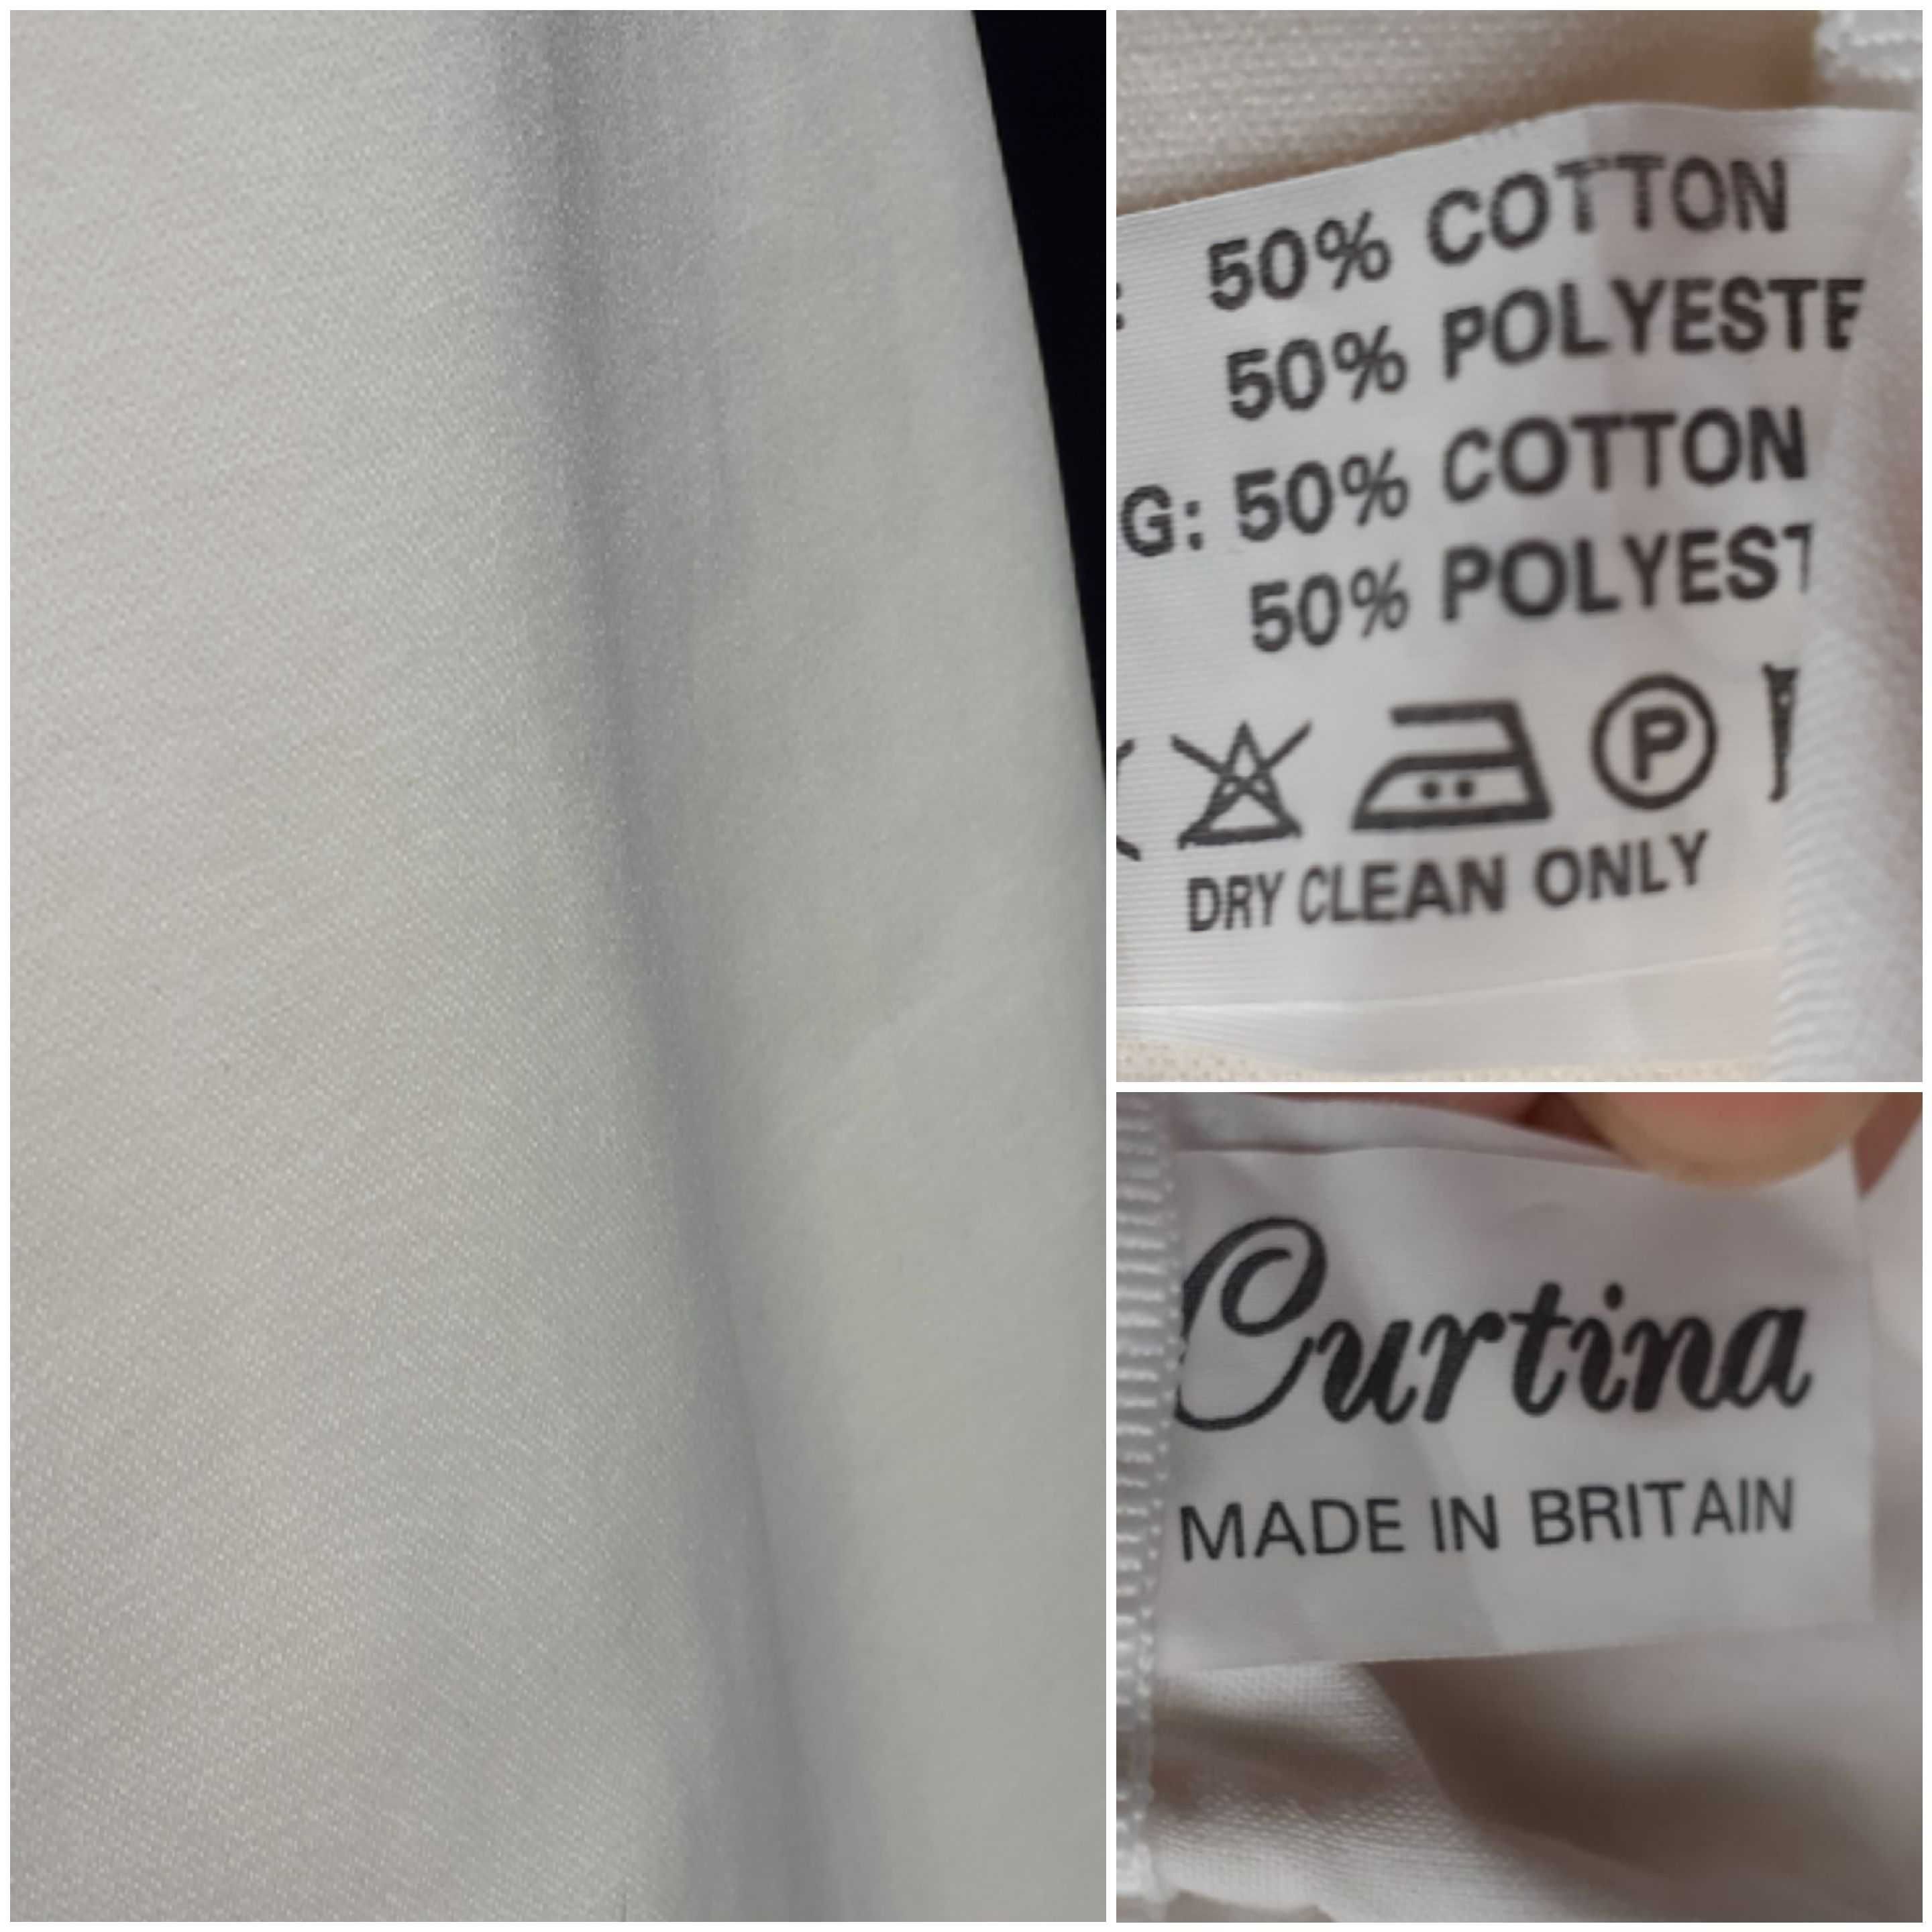 : 50% COTTON
50% POLYESTE
G: 50% COTTON
50% POLYEST
P
DRY CLEAN ONLY
Curtina
MADE IN BRITAIN